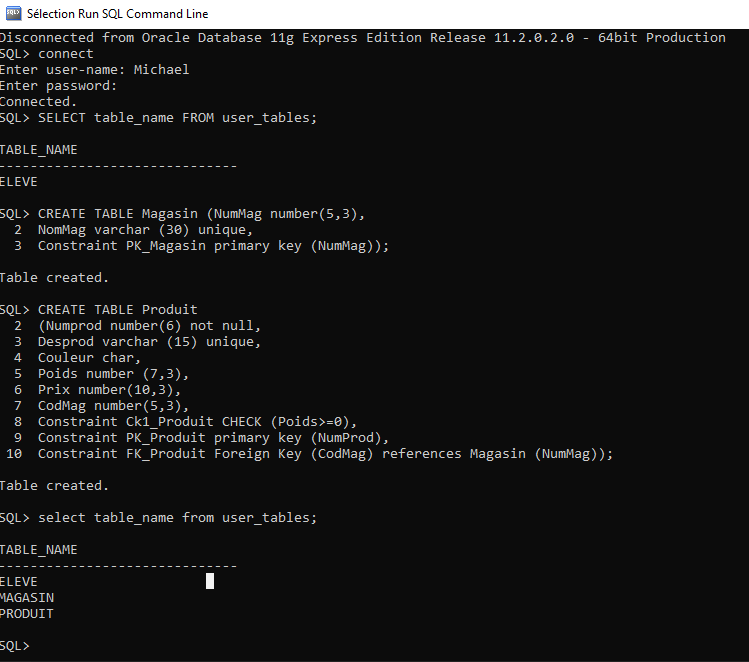 Sélection Run SQL Command Line
Disconnected from Oracle Database 11g Express Edition Release 11.2.0.2.0 - 64bit Production
SQL> connect
Enter user-name: Michael
Enter password:
Connected.
SQL> SELECT table_name FROM user_tables;
TABLE_NAME
------------------------------
ELEVE
SQL> CREATE TABLE Magasin (NumMag number(5,3),
  2  NomMag varchar (30) unique,
  3  Constraint PK_Magasin primary key (NumMag));
Table created.
SQL> CREATE TABLE Produit
  2  (Numprod number(6) not null,
  3  Desprod varchar (15) unique,
  4  Couleur char,
  5  Poids number (7,3),
  6  Prix number(10,3),
  7  CodMag number(5,3),
  8  Constraint Ck1_Produit CHECK (Poids>=0),
  9  Constraint PK_Produit primary key (NumProd),
 10  Constraint FK_Produit Foreign Key (CodMag) references Magasin (NumMag));
Table created.
SQL> select table_name from user_tables;
TABLE_NAME
------------------------------
ELEVE
MAGASIN
PRODUIT
SQL>